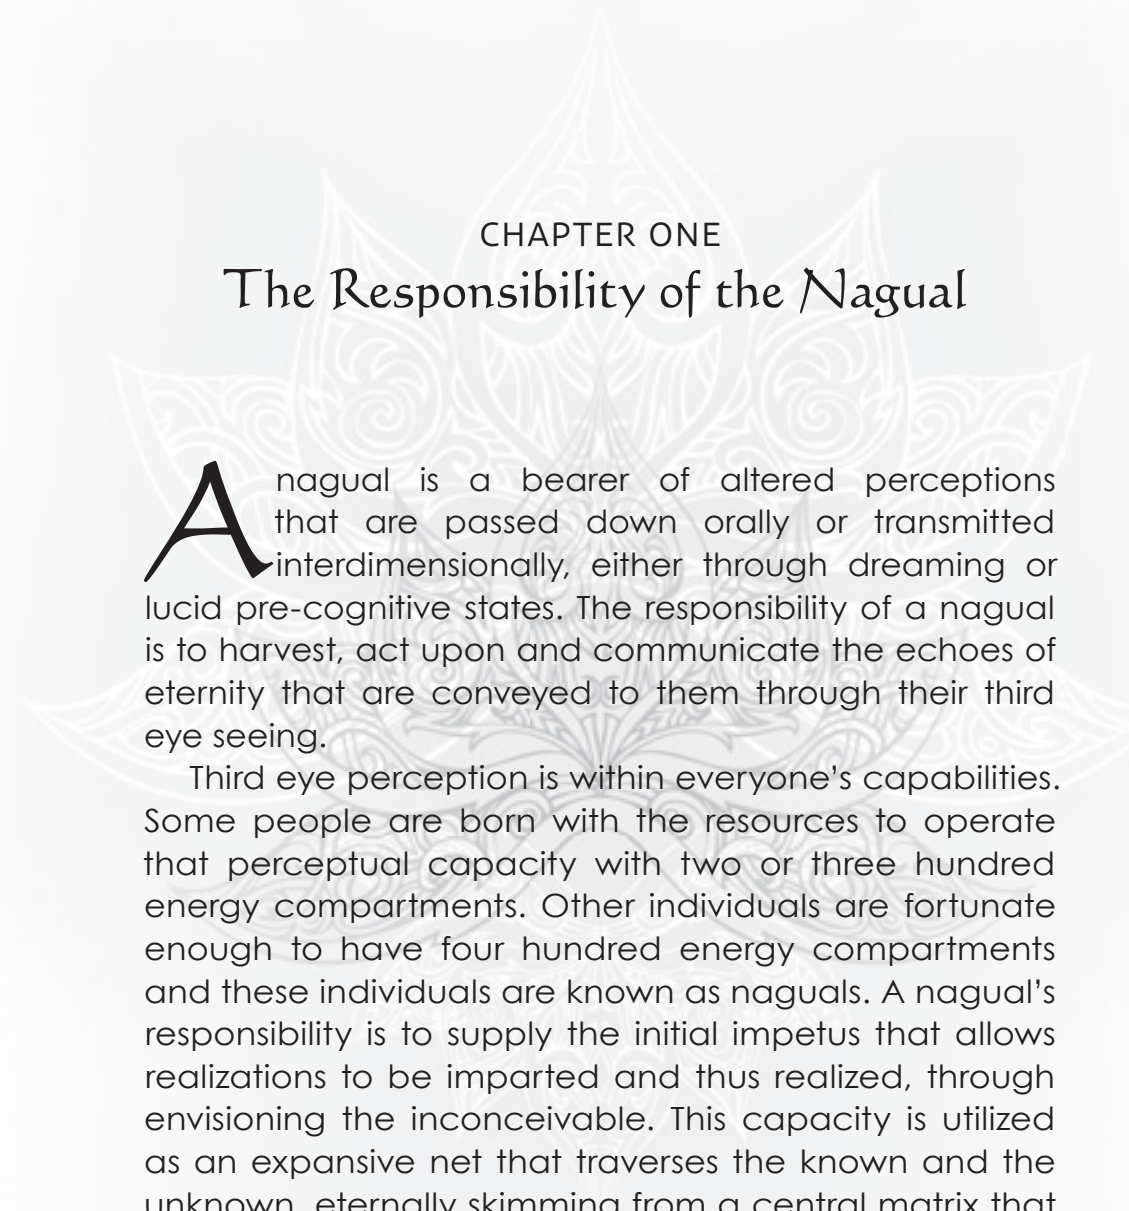 CHAPTER ONE
The Responsibility of the Nagual
A nagual is a bearer of altered perceptions
that are passed down orally or transmitted
interdimensionally, either through dreaming or
lucid pre-cognitive states. The responsibility of a nagual
is to harvest, act upon and communicate the echoes of
eternity that are conveyed to them through their third
eye seeing.
Third eye perception is within everyone’s capabilities.
Some people are born with the resources to operate
that perceptual capacity with two or three hundred
energy compartments. Other individuals are fortunate
enough to have four hundred energy compartments
and these individuals are known as naguals. A nagual’s
responsibility is to supply the initial impetus that allows
realizations to be imparted and thus realized, through
envisioning the inconceivable. This capacity is utilized
as an expansive net that traverses the known and the
unknown, eternally skimming from a central matrix that